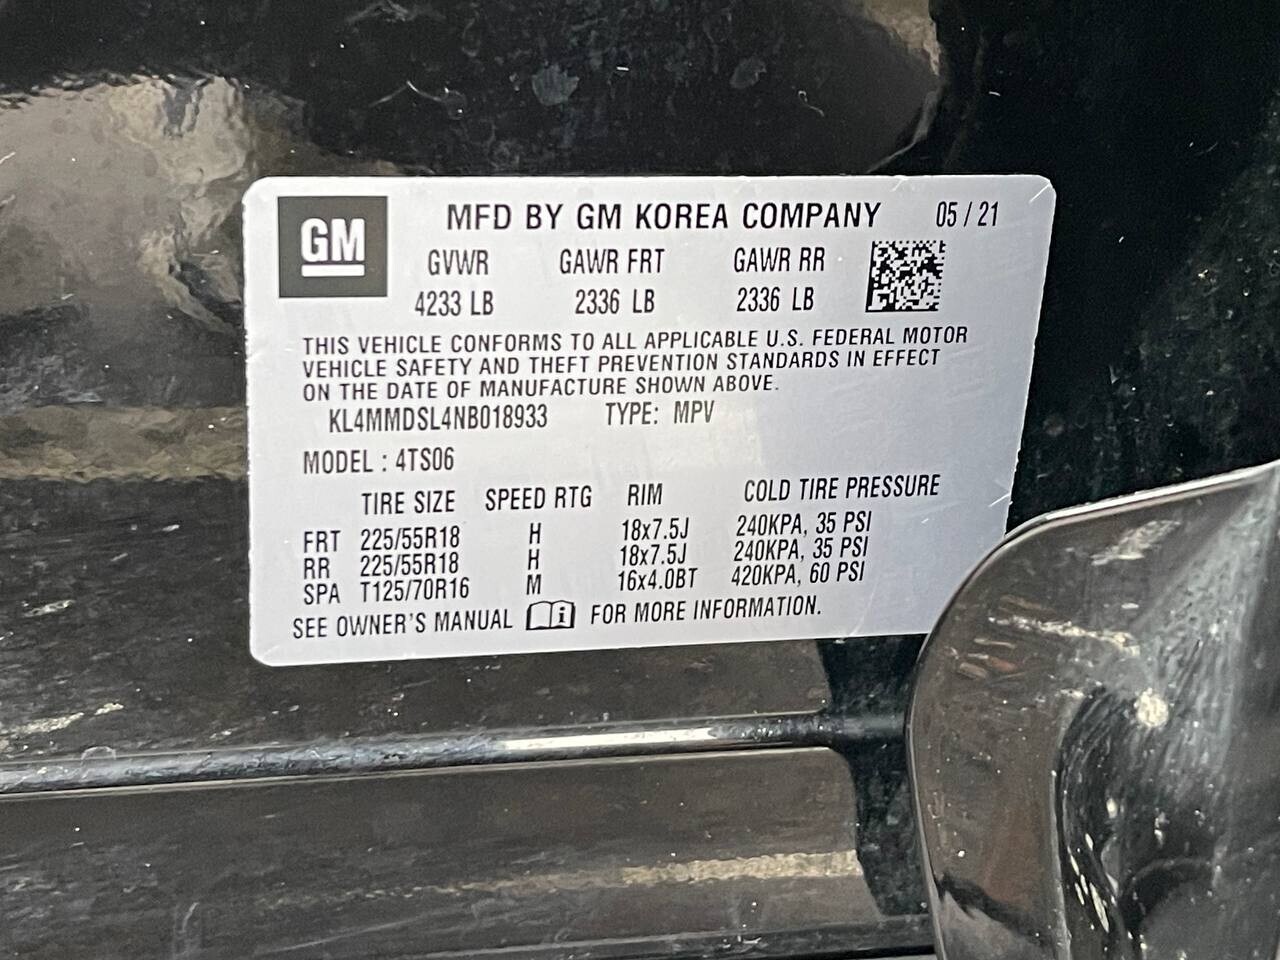 GM
MFD BY GM KOREA COMPANY 05 / 21
GVWR GAWR FRT GAWR RR
4233 LB 2336 LB 2336 LB
THIS VEHICLE CONFORMS TO ALL APPLICABLE U.S. FEDERAL MOTOR
VEHICLE SAFETY AND THEFT PREVENTION STANDARDS IN EFFECT
ON THE DATE OF MANUFACTURE SHOWN ABOVE.
KL4MMDSL4NB018933 TYPE: MPV
MODEL : 4TS06
TIRE SIZE SPEED RTG RIM COLD TIRE PRESSURE
FRT 225/55R18 H 18x7.5J 240KPA, 35 PSI
RR 225/55R18 H 18x7.5J 240KPA, 35 PSI
SPA T125/70R16 M 16x4.0BT 420KPA, 60 PSI
SEE OWNER'S MANUAL i FOR MORE INFORMATION.